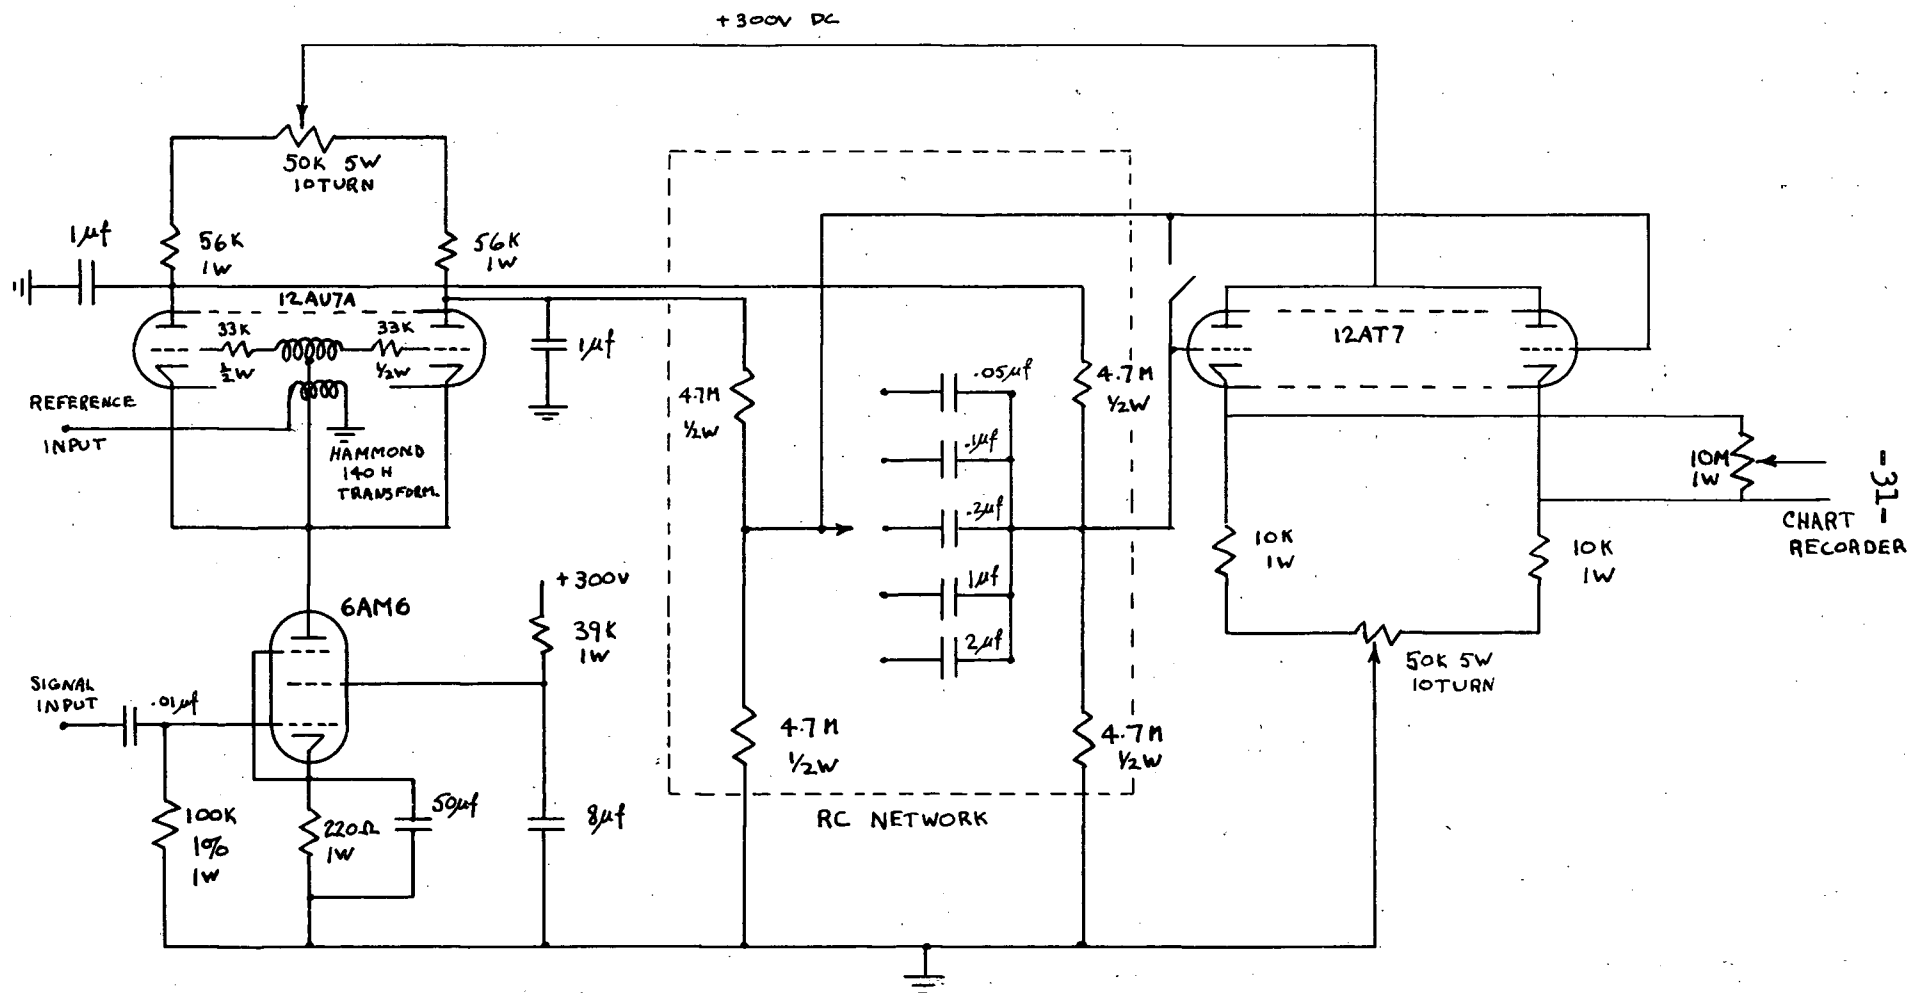 +300V DC
50K 5W
10TURN
1µf
56K
1W
56K
1W
12AU7A
33K
½W
33K
½W
1µf
REFERENCE
INPUT
HAMMOND
140H
TRANSFORM.
6AM6
+300V
39K
1W
SIGNAL
INPUT
.01µf
100K
1%
1W
220Ω
1W
50µf
8µf
4.7M
½W
4.7M
½W
.05µf
.1µf
.2µf
1µf
2µf
4.7M
½W
4.7M
½W
RC NETWORK
12AT7
10M
1W
CHART
RECORDER
10K
1W
10K
1W
50K 5W
10TURN
-31-